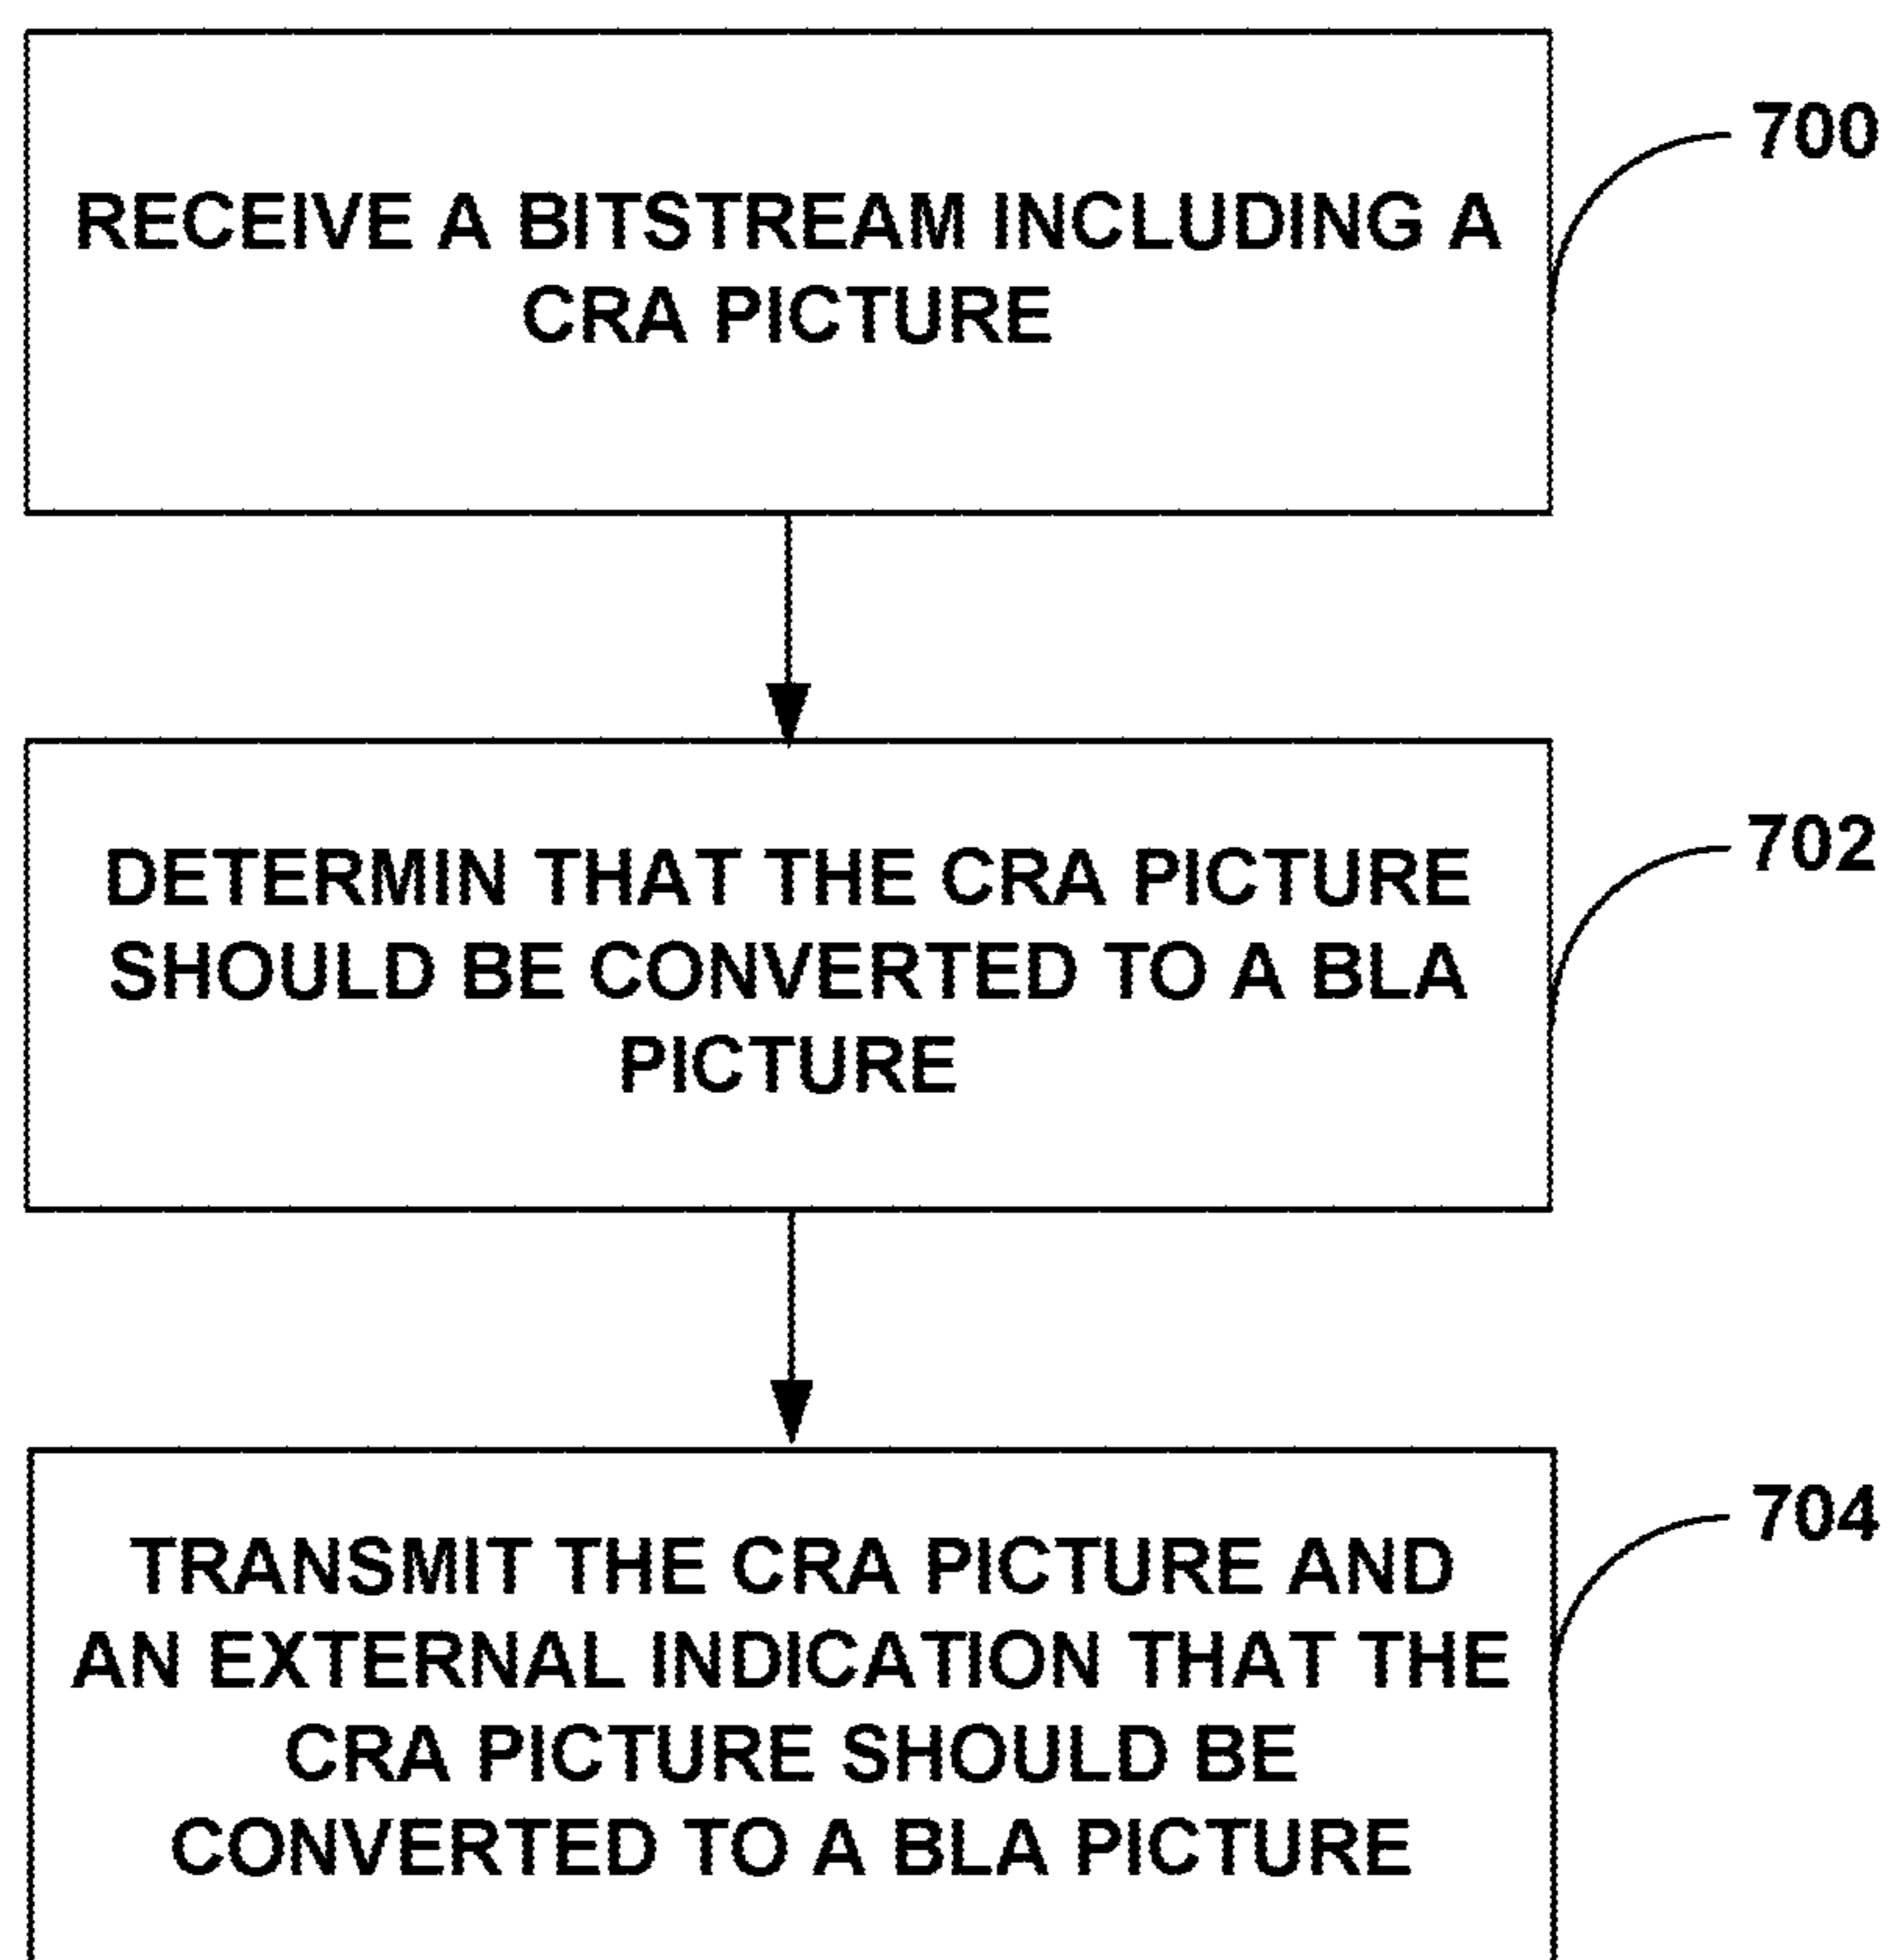 RECEIVE A BITSTREAM INCLUDING A
CRA PICTURE
700
DETERMIN THAT THE CRA PICTURE
SHOULD BE CONVERTED TO A BLA
PICTURE
702
TRANSMIT THE CRA PICTURE AND
AN EXTERNAL INDICATION THAT THE
CRA PICTURE SHOULD BE
CONVERTED TO A BLA PICTURE
704